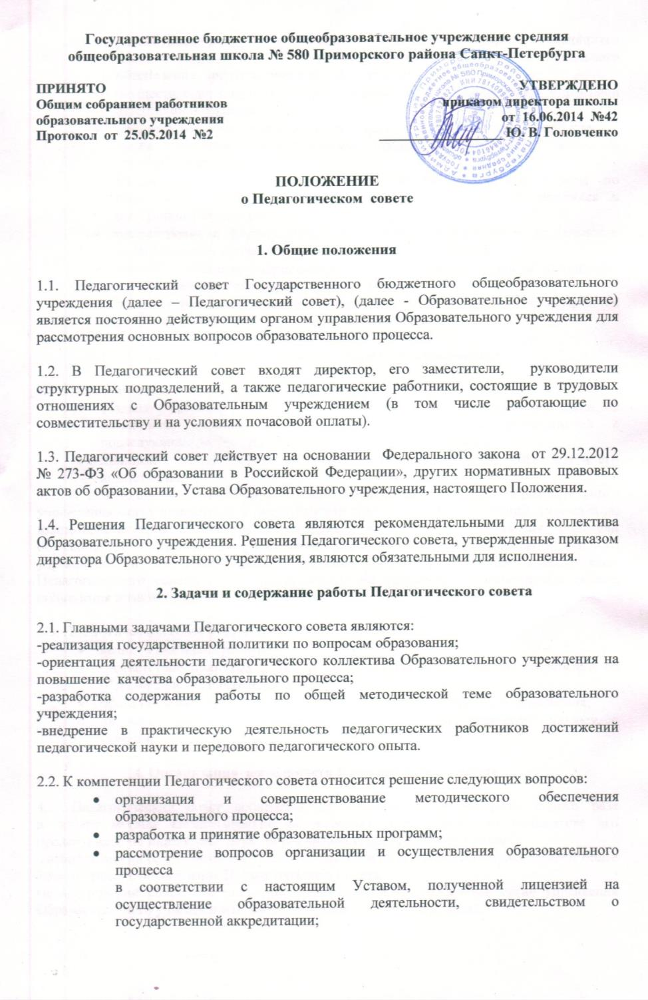 Государственное бюджетное общеобразовательное учреждение средняя
общеобразовательная школа № 580 Приморского района Санкт-Петербурга
ПРИНЯТО
Общим собранием работников
образовательного учреждения
Протокол от 25.05.2014 №2
УТВЕРЖДЕНО
приказом директора школы
от 16.06.2014 №42
Ю. В. Головченко
ПОЛОЖЕНИЕ
о Педагогическом совете
1. Общие положения
1.1. Педагогический совет Государственного бюджетного общеобразовательного
учреждения (далее – Педагогический совет), (далее - Образовательное учреждение)
является постоянно действующим органом управления Образовательного учреждения для
рассмотрения основных вопросов образовательного процесса.
1.2. В Педагогический совет входят директор, его заместители, руководители
структурных подразделений, а также педагогические работники, состоящие в трудовых
отношениях с Образовательным учреждением (в том числе работающие по
совместительству и на условиях почасовой оплаты).
1.3. Педагогический совет действует на основании Федерального закона от 29.12.2012
№ 273-ФЗ «Об образовании в Российской Федерации», других нормативных правовых
актов об образовании, Устава Образовательного учреждения, настоящего Положения.
1.4. Решения Педагогического совета являются рекомендательными для коллектива
Образовательного учреждения. Решения Педагогического совета, утвержденные приказом
директора Образовательного учреждения, являются обязательными для исполнения.
2. Задачи и содержание работы Педагогического совета
2.1. Главными задачами Педагогического совета являются:
-реализация государственной политики по вопросам образования;
-ориентация деятельности педагогического коллектива Образовательного учреждения на
повышение качества образовательного процесса;
-разработка содержания работы по общей методической теме образовательного
учреждения;
-внедрение в практическую деятельность педагогических работников достижений
педагогической науки и передового педагогического опыта.
2.2. К компетенции Педагогического совета относится решение следующих вопросов:
• организация и совершенствование методического обеспечения
образовательного процесса;
• разработка и принятие образовательных программ;
• рассмотрение вопросов организации и осуществления образовательного
процесса
в соответствии с настоящим Уставом, полученной лицензией на
осуществление образовательной деятельности, свидетельством о
государственной аккредитации;